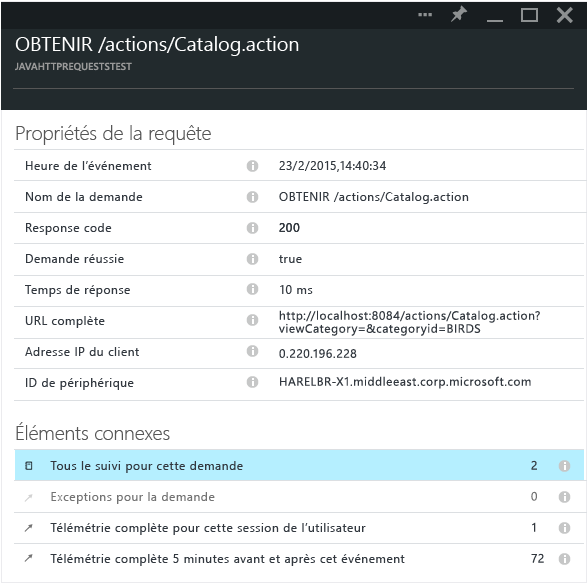 OBTENIR /actions/Catalog.action
JAVAHTTPREQUESTSTEST
Propriétés de la requête
Heure de l'événement 23/2/2015,14:40:34
Nom de la demande OBTENIR /actions/Catalog.action
Response code 200
Demande réussie true
Temps de réponse 10 ms
URL complète http://localhost:8084/actions/Catalog.action?
viewCategory=&categoryid=BIRDS
Adresse IP du client 0.220.196.228
ID de périphérique HARELBR-X1.middleeast.corp.microsoft.com
Éléments connexes
Tous le suivi pour cette demande 2
Exceptions pour la demande 0
Télémétrie complète pour cette session de l'utilisateur 1
Télémétrie complète 5 minutes avant et après cet événement 72